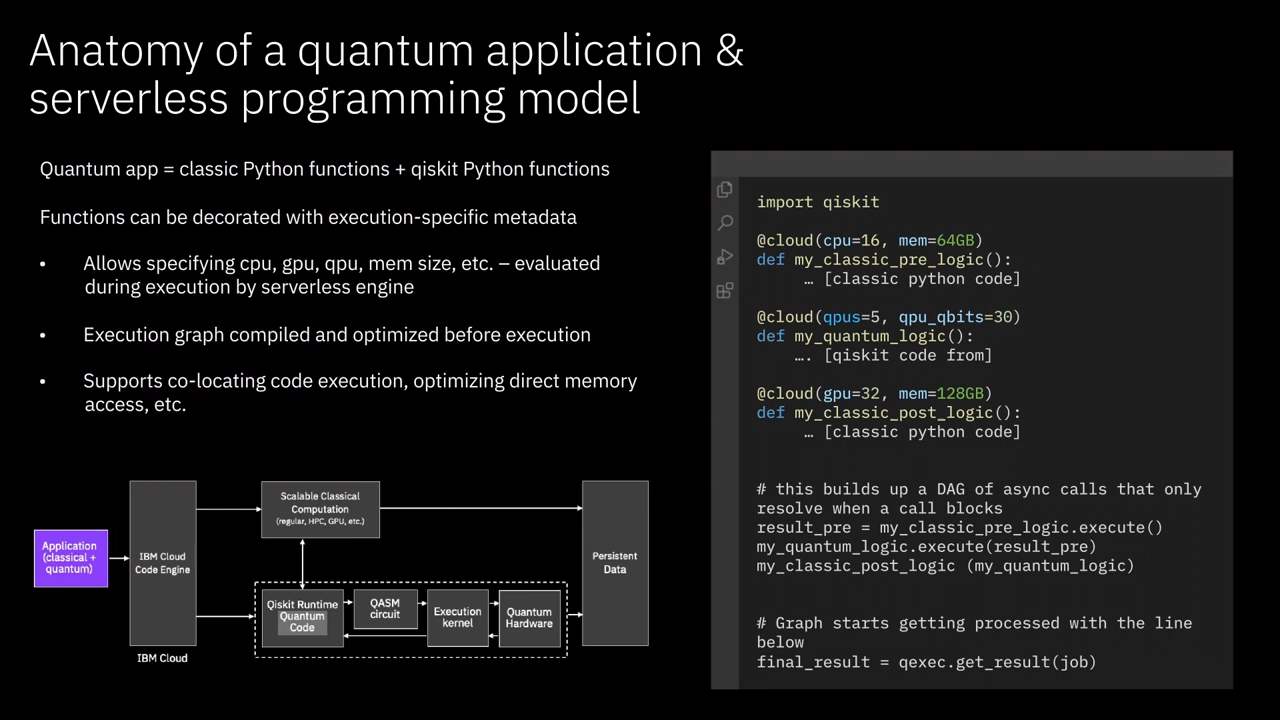 Anatomy of a quantum application &
serverless programming model
Quantum app = classic Python functions + qiskit Python functions
Functions can be decorated with execution-specific metadata
• Allows specifying cpu, gpu, qpu, mem size, etc. – evaluated
during execution by serverless engine
• Execution graph compiled and optimized before execution
• Supports co-locating code execution, optimizing direct memory
access, etc.
Application
(classical +
quantum)
IBM Cloud
Code Engine
IBM Cloud
Scalable Classical
Computation
(regular, HPC, GPU, etc.)
Qiskit Runtime
Quantum
Code
QASM
circuit
Execution
kernel
Quantum
Hardware
Persistent
Data
import qiskit
@cloud(cpu=16, mem=64GB)
def my_classic_pre_logic():
… [classic python code]
@cloud(qpus=5, qpu_qbits=30)
def my_quantum_logic():
…. [qiskit code from]
@cloud(gpu=32, mem=128GB)
def my_classic_post_logic():
… [classic python code]
# this builds up a DAG of async calls that only
resolve when a call blocks
result_pre = my_classic_pre_logic.execute()
my_quantum_logic.execute(result_pre)
my_classic_post_logic (my_quantum_logic)
# Graph starts getting processed with the line
below
final_result = qexec.get_result(job)